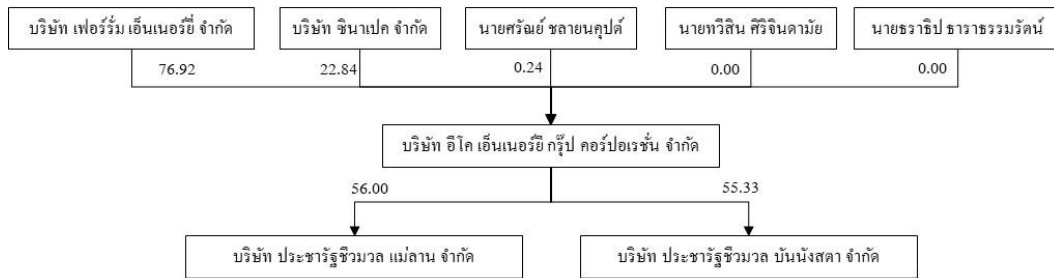 บริษัท เฟอร์รั่ม เอ็นเนอร์ยี่ จำกัด
บริษัท ซินาเปค จำกัด
นายศรัณย์ ชลายนคุปต์
นายทวีสิน ศิริจินดามัย
นายธราธิป ธาราธรรมรัตน์
76.92
22.84
0.24
0.00
0.00
บริษัท อีโค เอ็นเนอร์ยี กรุ๊ป คอร์ปอเรชั่น จำกัด
56.00
55.33
บริษัท ประชารัฐชีวมวล แม่ลาน จำกัด
บริษัท ประชารัฐชีวมวล บันนังสตา จำกัด